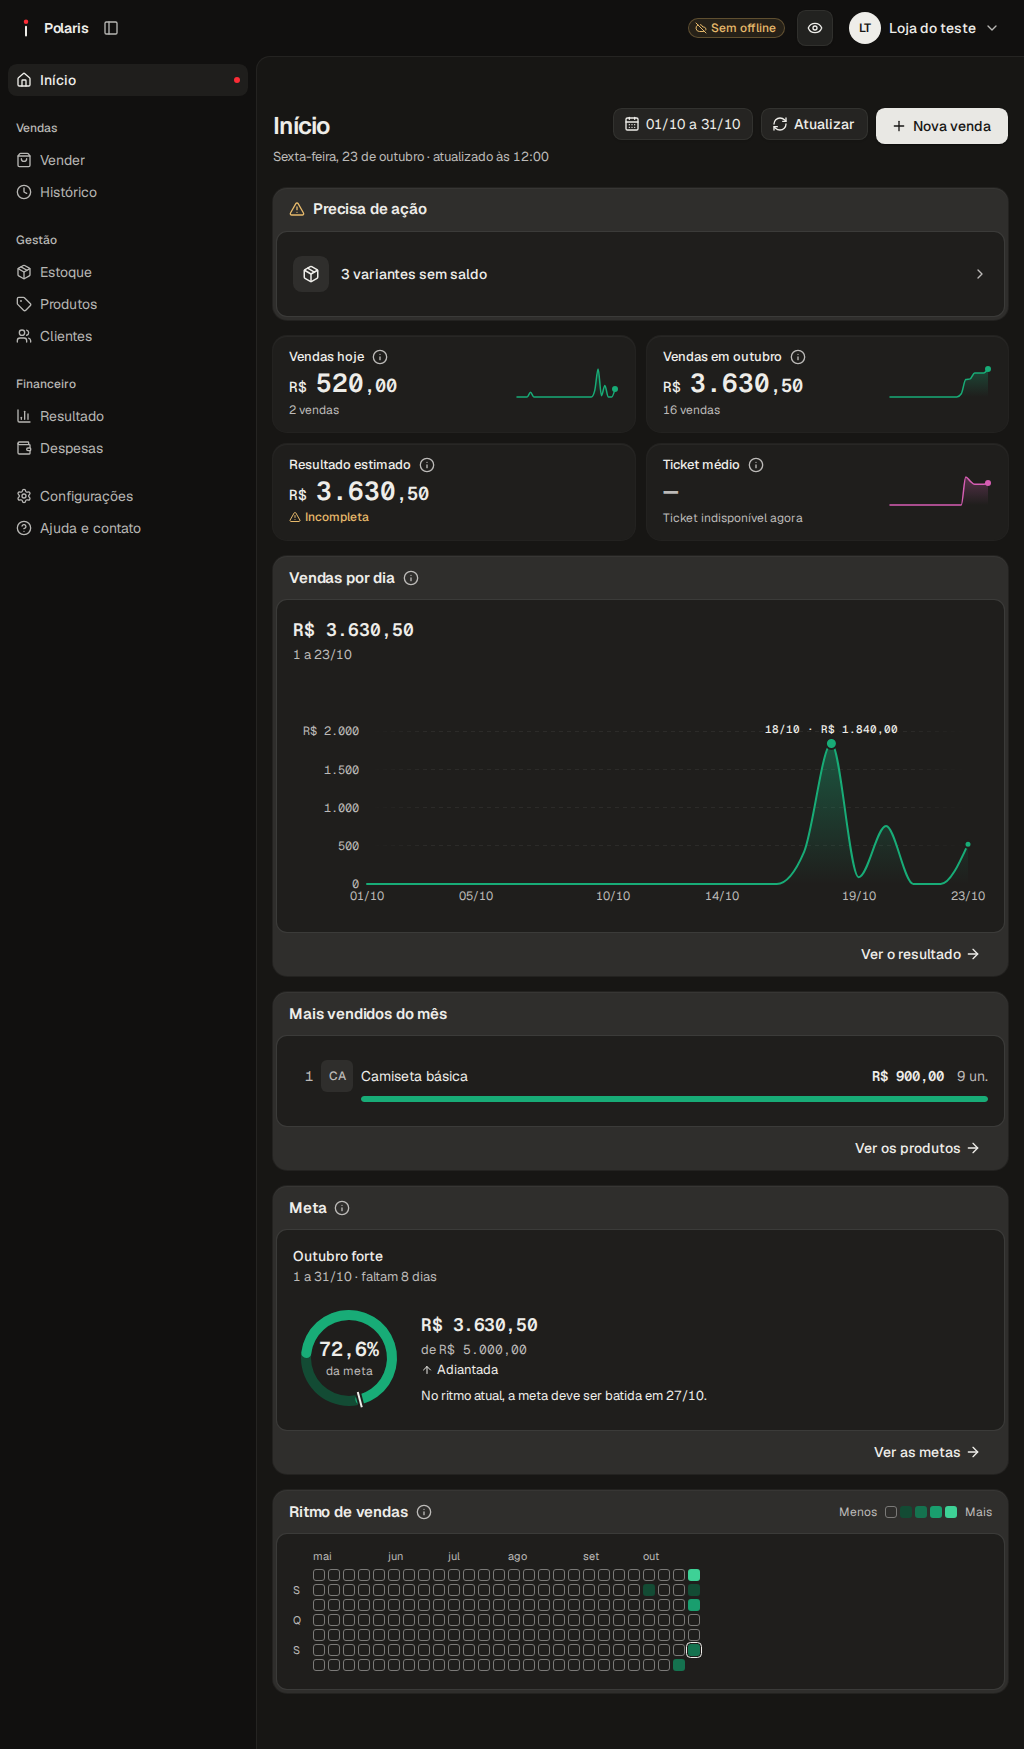 Polaris
Sem offline
LT
Loja do teste
Início
Vendas
Vender
Histórico
Gestão
Estoque
Produtos
Clientes
Financeiro
Resultado
Despesas
Configurações
Ajuda e contato
Início
01/10 a 31/10
Atualizar
Nova venda
Sexta-feira, 23 de outubro · atualizado às 12:00
Precisa de ação
3 variantes sem saldo
Vendas hoje
R$ 520,00
2 vendas
Vendas em outubro
R$ 3.630,50
16 vendas
Resultado estimado
R$ 3.630,50
Incompleta
Ticket médio
—
Ticket indisponível agora
Vendas por dia
R$ 3.630,50
1 a 23/10
18/10 · R$ 1.840,00
R$ 2.000
1.500
1.000
500
0
01/10 05/10 10/10 14/10 19/10 23/10
Ver o resultado
Mais vendidos do mês
1 CA Camiseta básica R$ 900,00 9 un.
Ver os produtos
Meta
Outubro forte
1 a 31/10 · faltam 8 dias
72,6%
da meta
R$ 3.630,50
de R$ 5.000,00
Adiantada
No ritmo atual, a meta deve ser batida em 27/10.
Ver as metas
Ritmo de vendas
Menos Mais
mai jun jul ago set out
S
Q
S